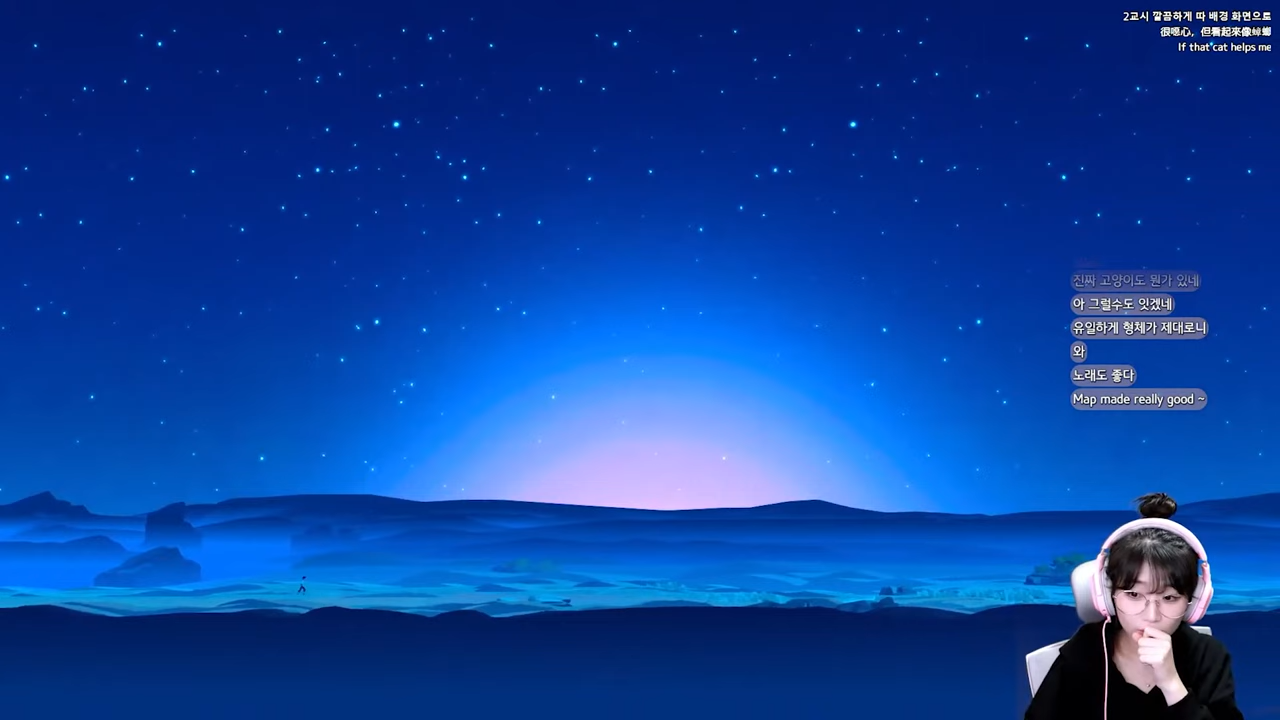 2교시 깔끔하게 따 배경 화면으로
很噁心，但看起來像蟑螂
If that cat helps me
진짜 고양이도 뭔가 있네
아 그럴수도 잇겠네
유일하게 형체가 제대로니
와
노래도 좋다
Map made really good ~